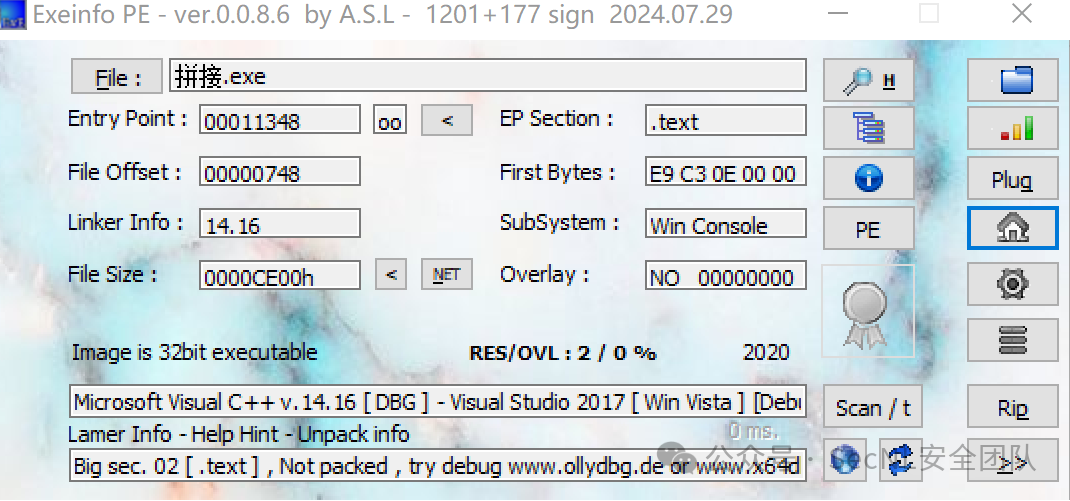 Exeinfo PE - ver.0.0.8.6 by A.S.L - 1201+177 sign 2024.07.29
File : 拼接.exe H
Entry Point : 00011348 oo < EP Section : .text
File Offset : 00000748 First Bytes : E9 C3 0E 00 00 Plug
Linker Info : 14.16 SubSystem : Win Console PE
File Size : 0000CE00h < NET Overlay : NO 00000000
Image is 32bit executable RES/OVL : 2 / 0 % 2020
Microsoft Visual C++ v.14.16 [ DBG ] - Visual Studio 2017 [ Win Vista ] [Debu Scan / t Rip
Lamer Info - Help Hint - Unpack info 0 ms.
Big sec. 02 [ .text ] , Not packed , try debug www.ollydbg.de or www.x64d >>
公众号 · 安全团队